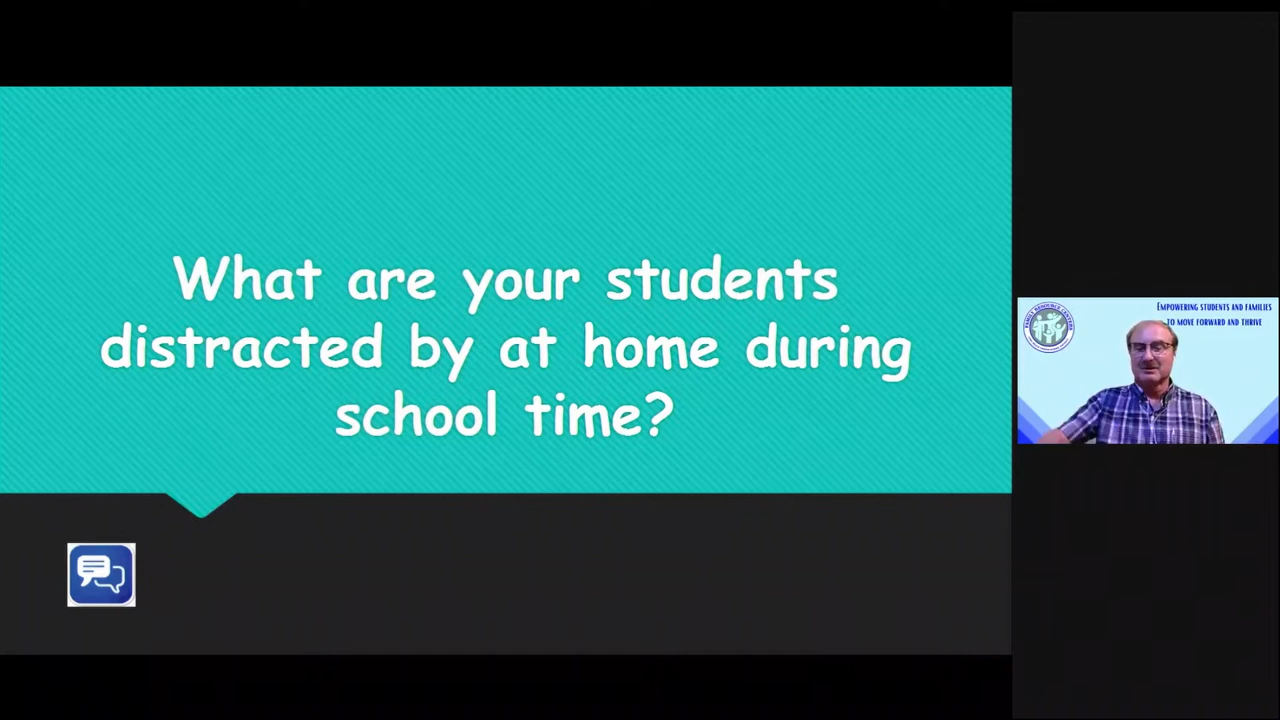 What are your students
distracted by at home during
school time?
Empowering students and families
to move forward and thrive